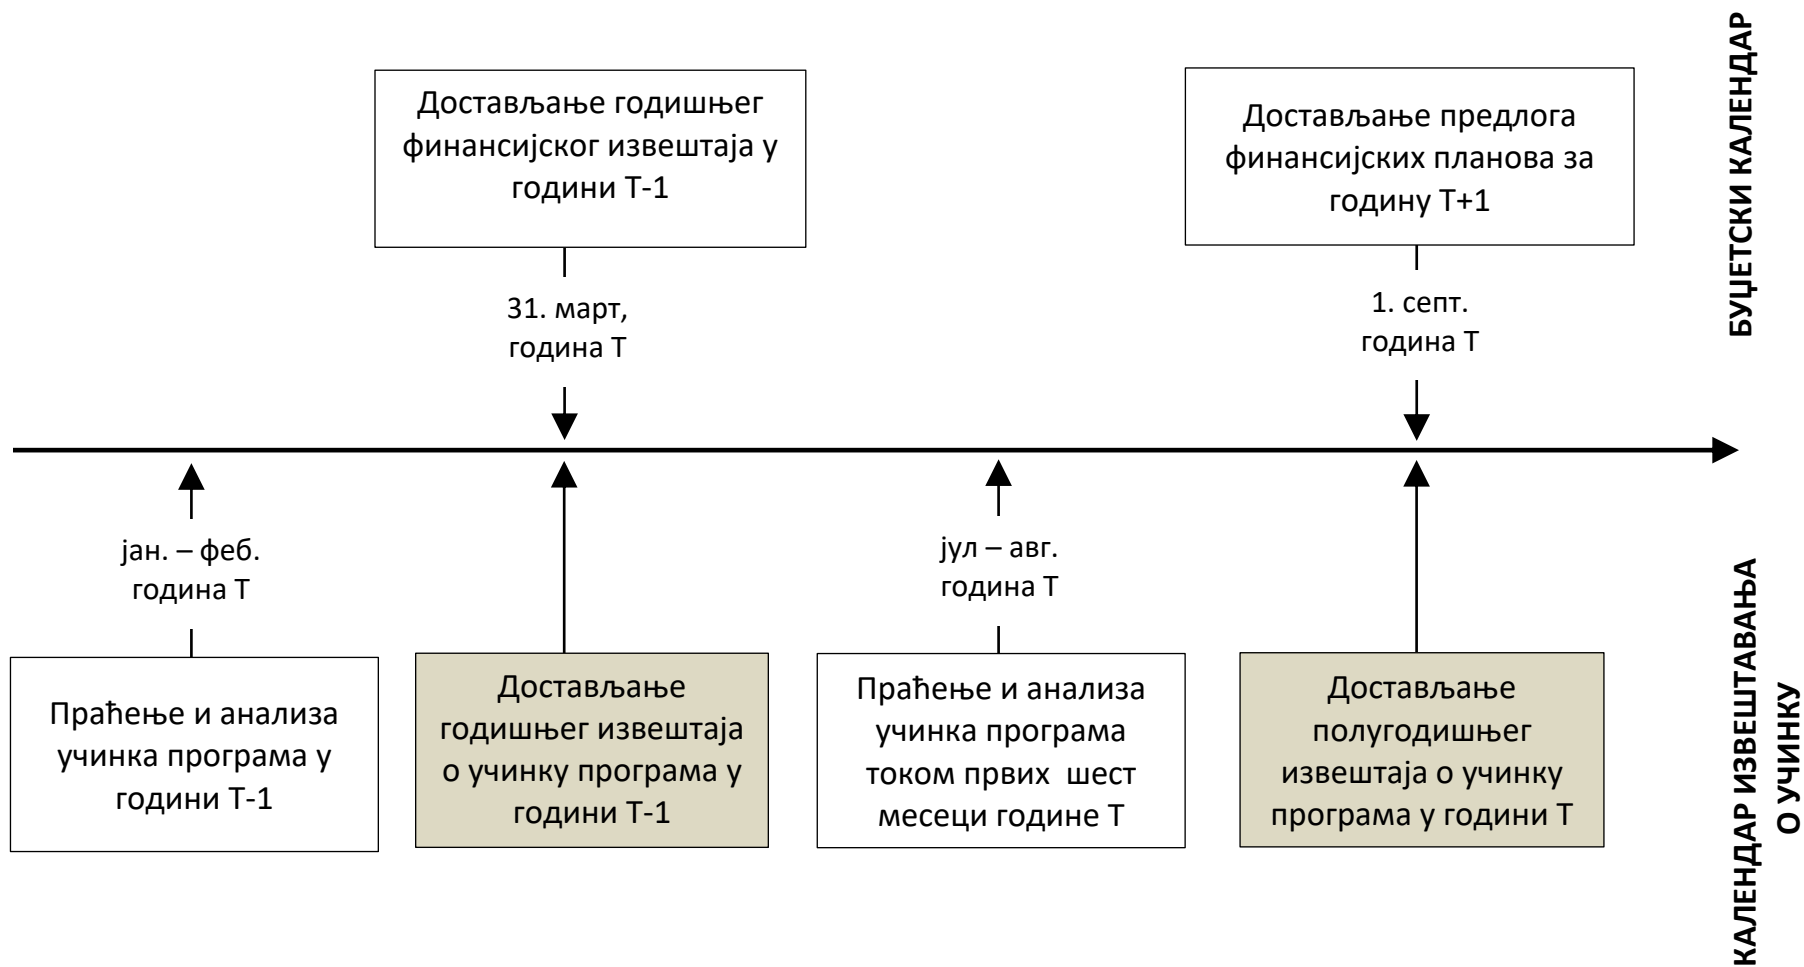 Достављање годишњег
финансијског извештаја у
години Т-1
Достављање предлога
финансијских планова за
годину Т+1
БУЏЕТСКИ КАЛЕНДАР
31. март,
година Т
1. септ.
година Т
јан. – феб.
година Т
јул – авг.
година Т
Праћење и анализа
учинка програма у
години Т-1
Достављање
годишњег извештаја
о учинку програма у
години Т-1
Праћење и анализа
учинка програма
током првих  шест
месеци године Т
Достављање
полугодишњег
извештаја о учинку
програма у години Т
КАЛЕНДАР ИЗВЕШТАВАЊА
О УЧИНКУ